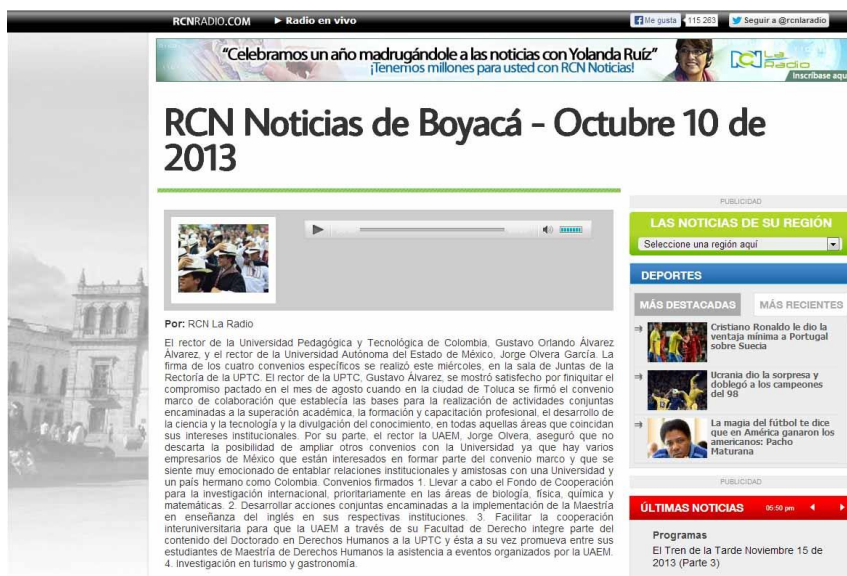 RCNRADIO.COM
Radio en vivo
Me gusta
115 263
Seguir a @rcnlaradio
“Celebramos un año madrugándole a las noticias con Yolanda Ruíz”
¡Tenemos millones para usted con RCN Noticias!
RCN La Radio
Inscríbase aqu
RCN Noticias de Boyacá – Octubre 10 de
2013
Por: RCN La Radio
El rector de la Universidad Pedagógica y Tecnológica de Colombia, Gustavo Orlando Álvarez
Álvarez, y el rector de la Universidad Autónoma del Estado de México, Jorge Olvera García. La
firma de los cuatro convenios específicos se realizó este miércoles, en la sala de Juntas de la
Rectoría de la UPTC. El rector de la UPTC, Gustavo Álvarez, se mostró satisfecho por finiquitar el
compromiso pactado en el mes de agosto cuando en la ciudad de Toluca se firmó el convenio
marco de colaboración que establecía las bases para la realización de actividades conjuntas
encaminadas a la superación académica, la formación y capacitación profesional, el desarrollo de
la ciencia y la tecnología y la divulgación del conocimiento, en todas aquellas áreas que coincidan
sus intereses institucionales. Por su parte, el rector la UAEM, Jorge Olvera, aseguró que no
descarta la posibilidad de ampliar otros convenios con la Universidad ya que hay varios
empresarios de México que están interesados en formar parte del convenio marco y que se
siente muy emocionado de entablar relaciones institucionales y amistosas con una Universidad y
un país hermano como Colombia. Convenios firmados 1. Llevar a cabo el Fondo de Cooperación
para la investigación internacional, prioritariamente en las áreas de biología, física, química y
matemáticas. 2. Desarrollar acciones conjuntas encaminadas a la implementación de la Maestría
en enseñanza del inglés en sus respectivas instituciones. 3. Facilitar la cooperación
interuniversitaria para que la UAEM a través de su Facultad de Derecho integre parte del
contenido del Doctorado en Derechos Humanos a la UPTC y ésta a su vez promueva entre sus
estudiantes de Maestría de Derechos Humanos la asistencia a eventos organizados por la UAEM.
4. Investigación en turismo y gastronomía.
PUBLICIDAD
LAS NOTICIAS DE SU REGIÓN
Seleccione una región aquí
DEPORTES
MÁS DESTACADAS
MÁS RECIENTES
Cristiano Ronaldo le dio la
ventaja mínima a Portugal
sobre Suecia
Ucrania dio la sorpresa y
doblegó a los campeones
del 98
La magia del fútbol te dice
que en América ganaron los
americanos: Pacho
Maturana
PUBLICIDAD
ÚLTIMAS NOTICIAS
05:50 pm
Programas
El Tren de la Tarde Noviembre 15 de
2013 (Parte 3)